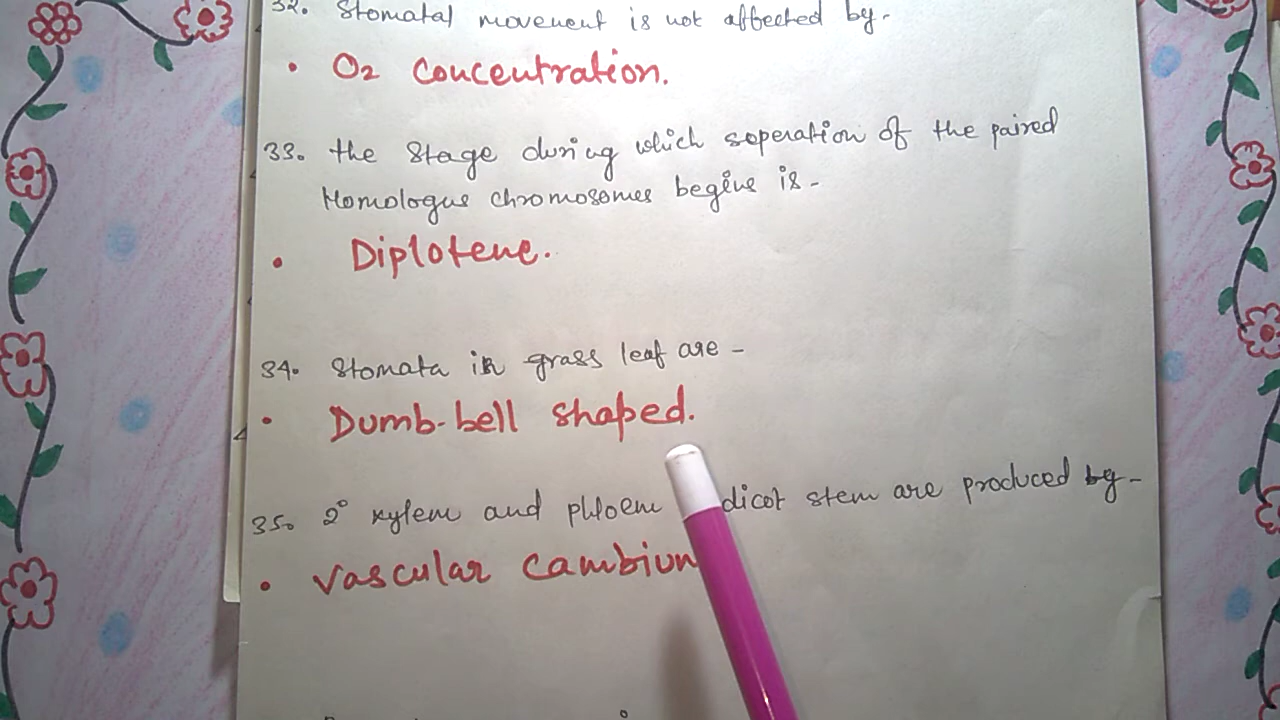 32. Stomatal movement is not affected by-
• O2 concentration.
33. the Stage during which seperation of the paired
Homologus chromosomes begins is-
• Diplotene.
34. Stomata in grass leaf are -
• Dumb-bell shaped.
35. 2° xylem and phloem dicot stem are produced by-
• Vascular cambium